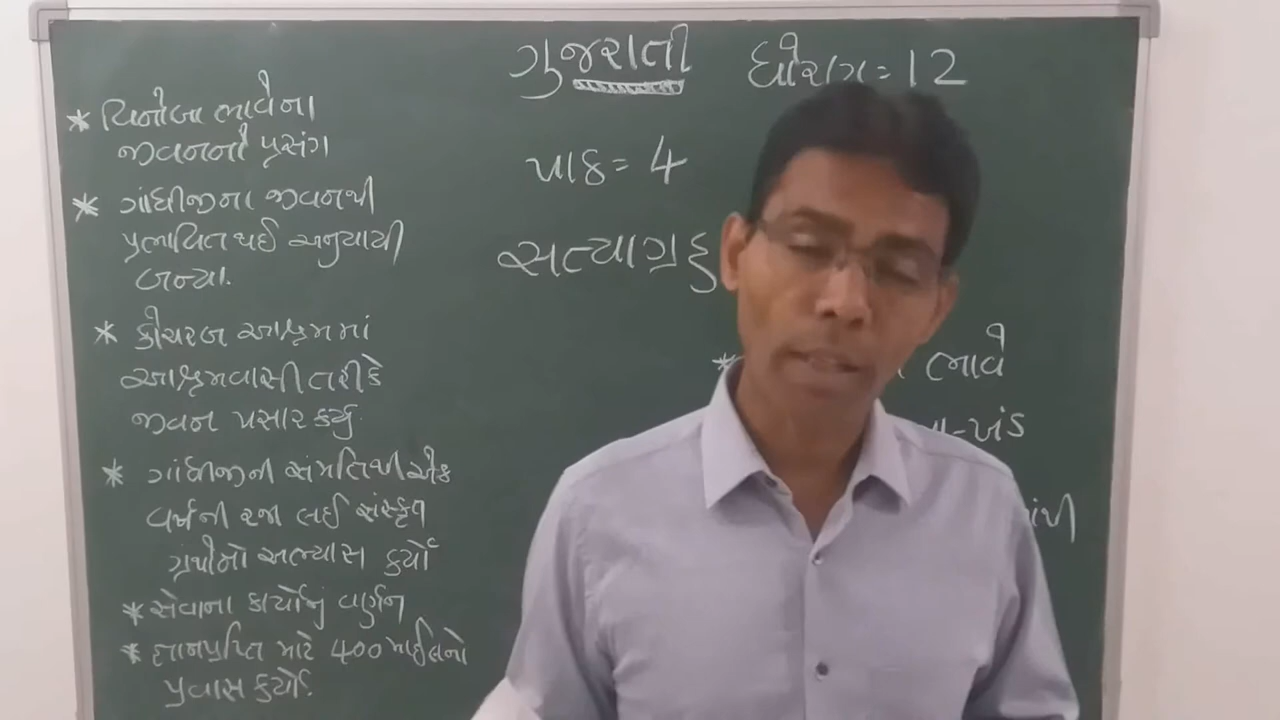 ગુજરાતી ધોરણ = 12
પાઠ = 4
સત્યાગ્રહ
* વિનોબા ભાવેના
જીવનનો પ્રસંગ
* ગાંધીજીના જીવનથી
પ્રભાવિત થઈ અનુયાયી
બન્યા.
* કોચરબ આશ્રમમાં
આશ્રમવાસી તરીકે
જીવન પસાર કર્યું.
* ગાંધીજીની સંમતિથી એક
વર્ષની રજા લઈ સંસ્કૃત
ગ્રંથોનો અભ્યાસ કર્યો
* સેવાના કાર્યોનું વર્ણન
* જ્ઞાનપ્રાપ્તિ માટે 400 માઈલનો
પ્રવાસ કર્યો.
* ભાવે
-ખંડ